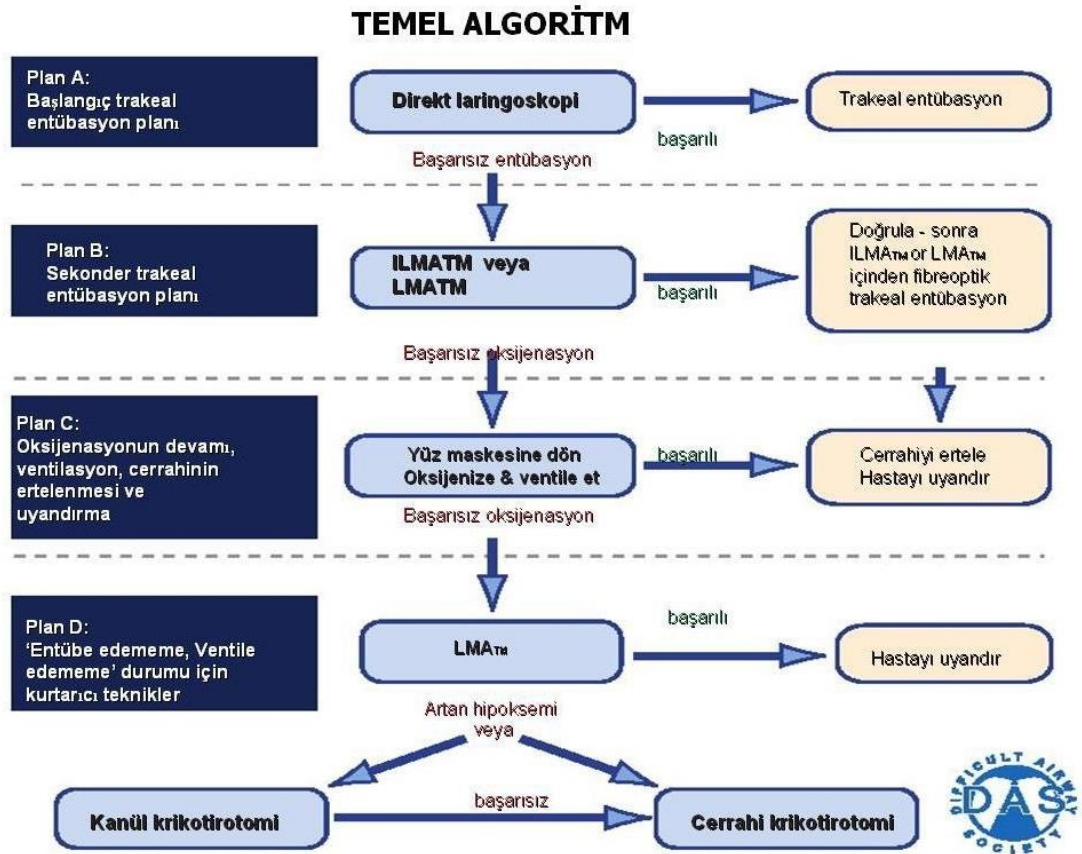 TEMEL ALGORİTM
Plan A:
Başlangıç trakeal
entübasyon planı
Direkt laringoskopi
Trakeal entübasyon
başarılı
Başarısız entübasyon
Plan B:
Sekonder trakeal
entübasyon planı
ILMATM veya
LMATM
başarılı
Doğrula - sonra
ILMATM or LMATM
içinden fibreoptik
trakeal entübasyon
Başarısız oksijenasyon
Plan C:
Oksijenasyonun devamı,
ventilasyon, cerrahinin
ertelenmesi ve
uyandırma
Yüz maskesine dön
Oksijenize & ventile et
başarılı
Cerrahiyi ertele
Hastayı uyandır
Başarısız oksijenasyon
Plan D:
‘Entübe edememe, Ventile
edememe’ durumu için
kurtarıcı teknikler
LMATM
başarılı
Hastayı uyandır
Artan hipoksemi
veya
Kanül krikotirotomi
başarısız
Cerrahi krikotirotomi
DIFFICULT AIRWAY
DAS
SOCIETY